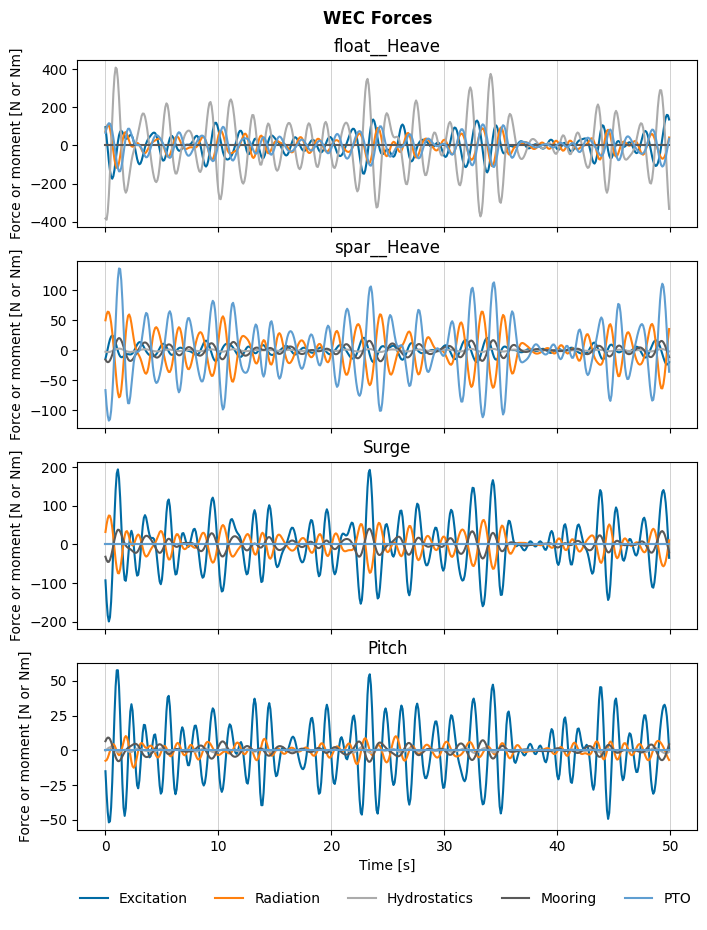 WEC Forces
float__Heave
Force or moment [N or Nm]
400
200
0
−200
−400
spar__Heave
Force or moment [N or Nm]
100
50
0
−50
−100
Surge
Force or moment [N or Nm]
200
100
0
−100
−200
Pitch
Force or moment [N or Nm]
50
25
0
−25
−50
0 10 20 30 40 50
Time [s]
Excitation Radiation Hydrostatics Mooring PTO